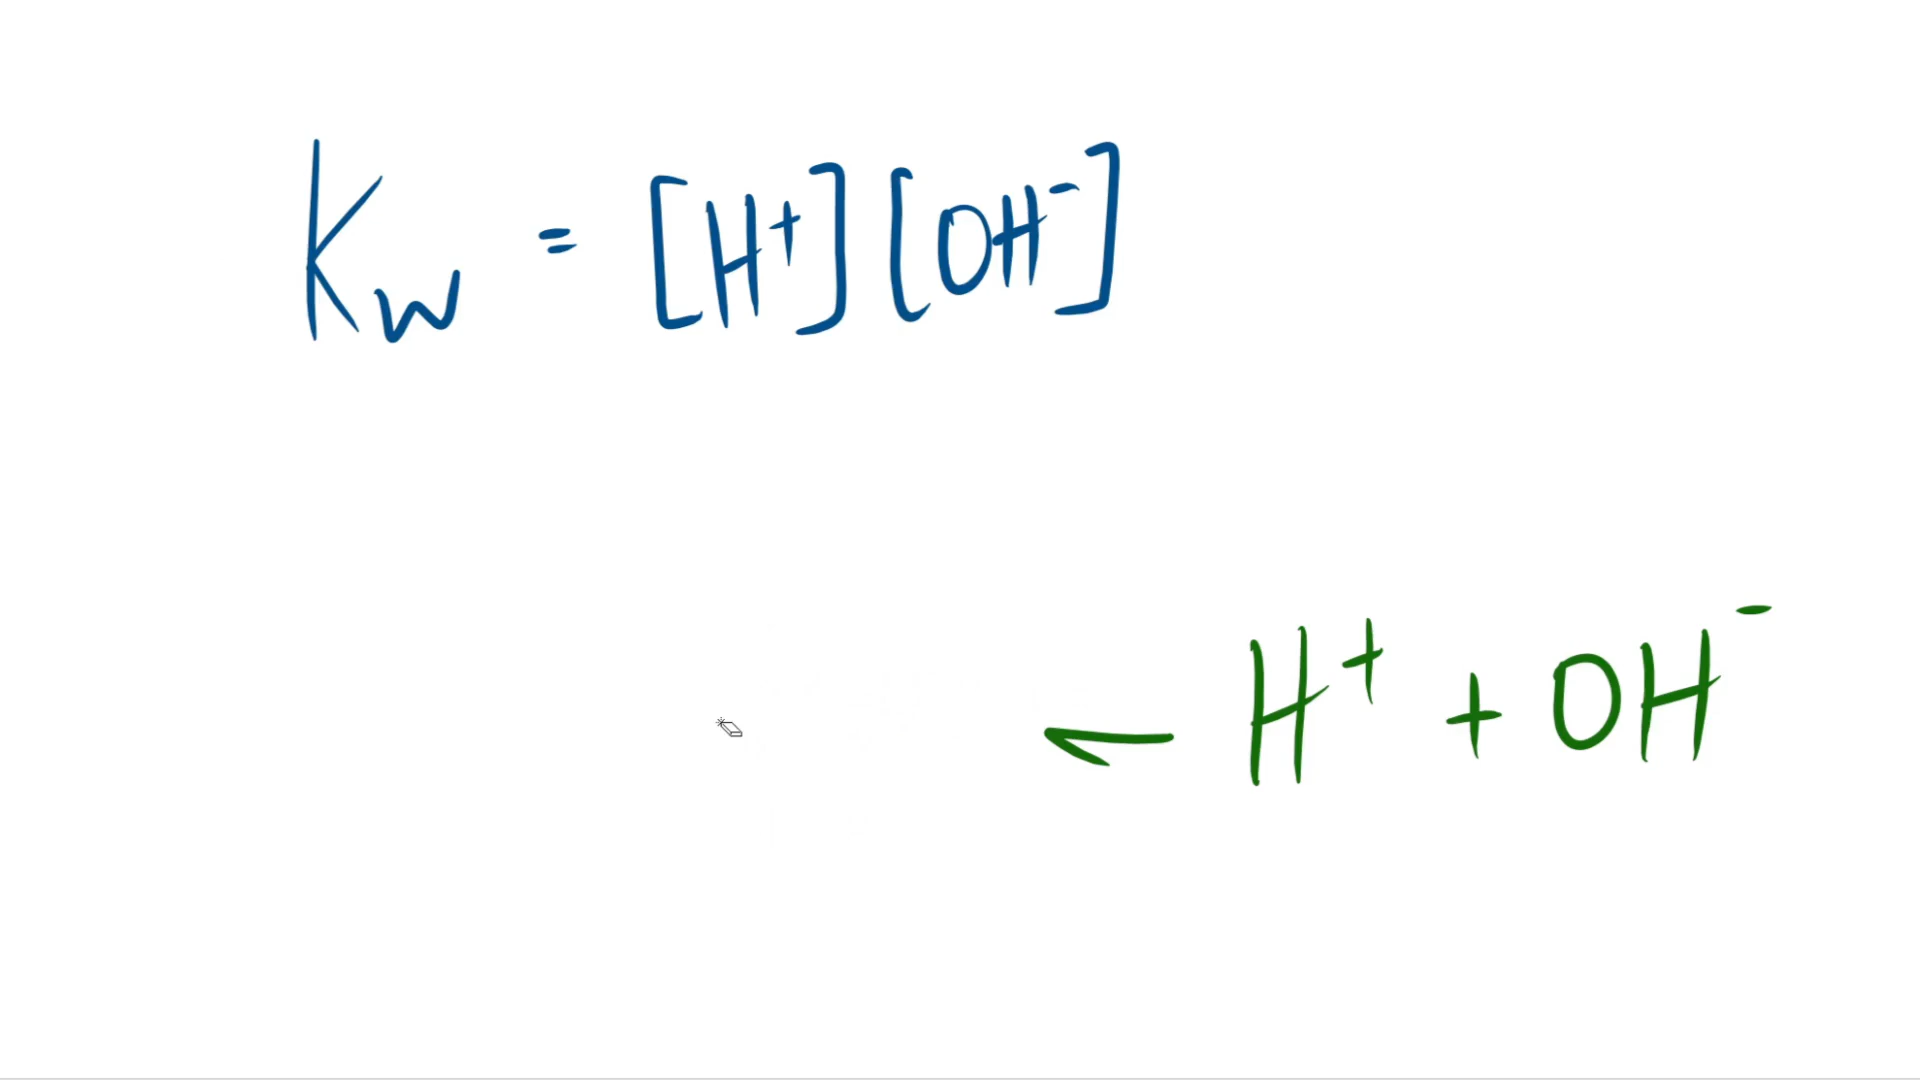 Kw = [H⁺][OH⁻]
← H⁺ + OH⁻